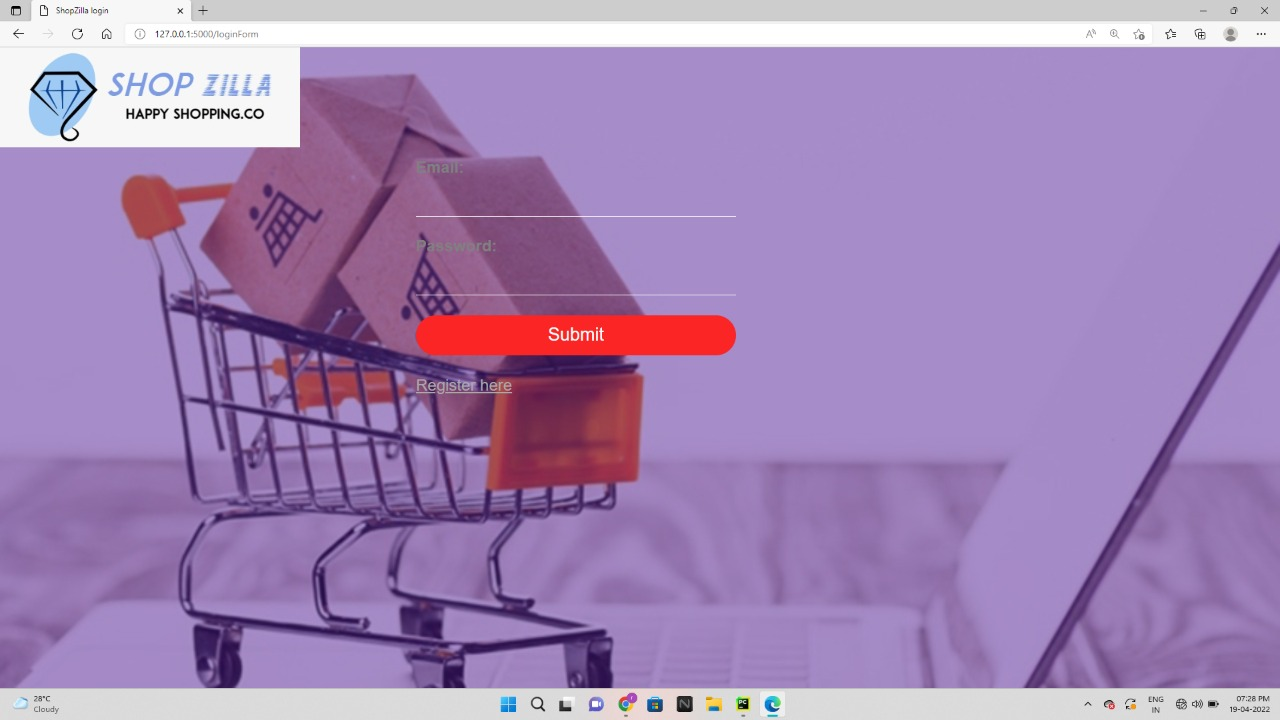 ShopZilla login
127.0.0.1:5000/loginForm
SHOP ZILLA
HAPPY SHOPPING.CO
Email:
Password:
Submit
Register here
28°C
Cloudy
ENG
IN
07:28 PM
19-04-2022